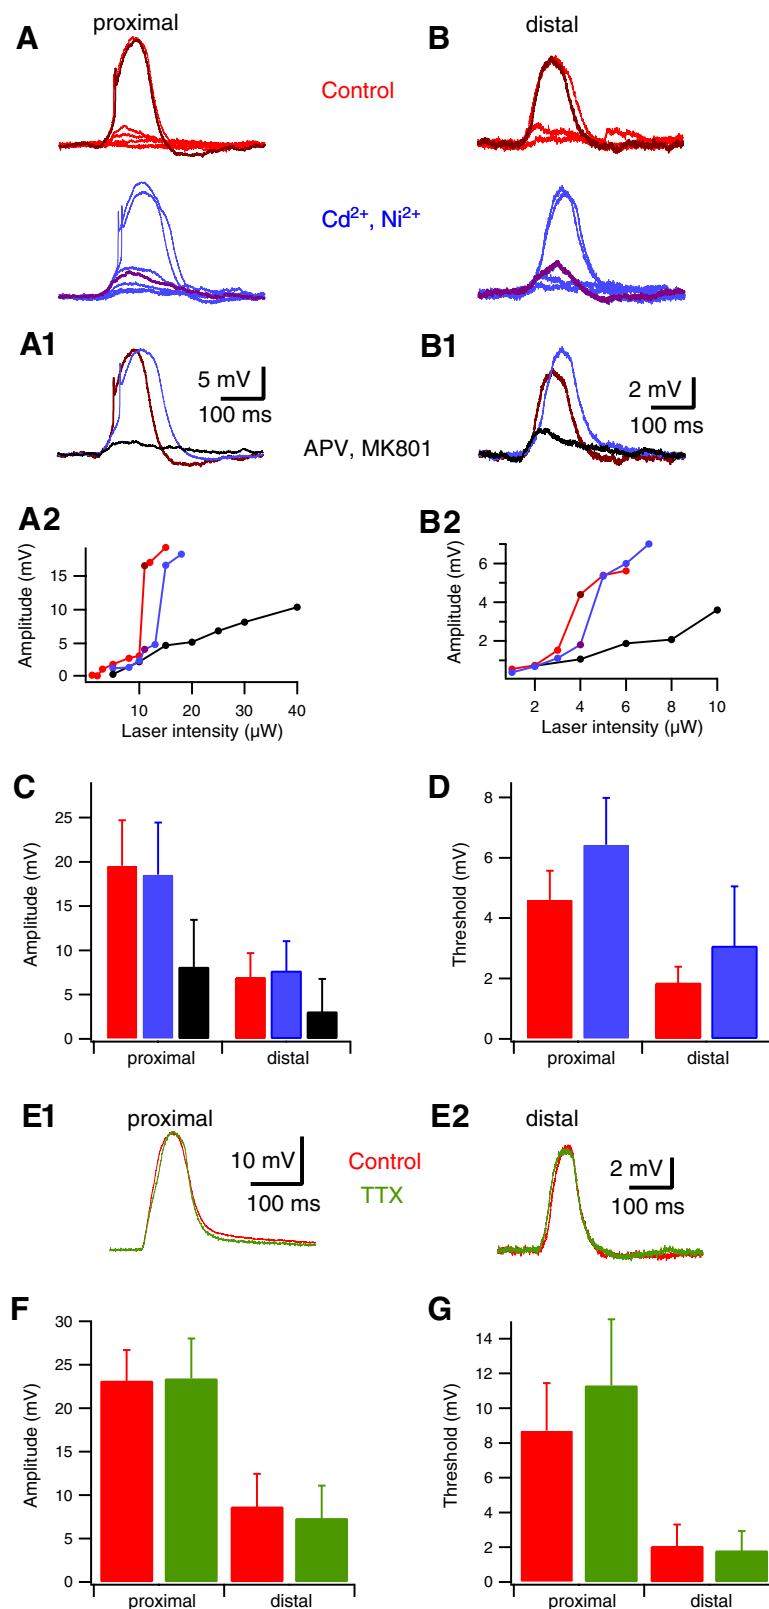 A
proximal
B
distal
Control
Cd2+, Ni2+
A1
5 mV
100 ms
B1
2 mV
100 ms
APV, MK801
A2
Amplitude (mV)
15
10
5
0
10
20
30
40
Laser intensity (µW)
B2
Amplitude (mV)
6
4
2
2
4
6
8
10
Laser intensity (µW)
C
Amplitude (mV)
25
20
15
10
5
0
proximal
distal
D
Threshold (mV)
8
6
4
2
0
proximal
distal
E1
proximal
10 mV
100 ms
Control
TTX
E2
distal
2 mV
100 ms
F
Amplitude (mV)
30
25
20
15
10
5
0
proximal
distal
G
Threshold (mV)
14
12
10
8
6
4
2
0
proximal
distal